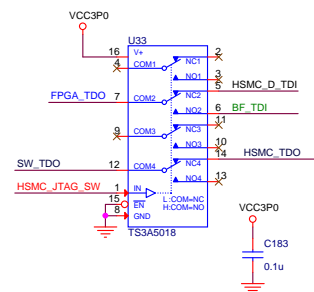 VCC3P0
U33
16 V+ NC1 2
4 COM1
NO1 3
5 HSMC_D_TDI
FPGA_TDO 7 COM2 NC2
NO2 6 BF_TDI
11
9 COM3 NC3
NO3 10
14 HSMC_TDO
SW_TDO 12 COM4 NC4
NO4 13
HSMC_JTAG_SW 1 IN
15 EN
8 GND
L:COM=NC
H:COM=NO
TS3A5018
VCC3P0
C183
0.1u